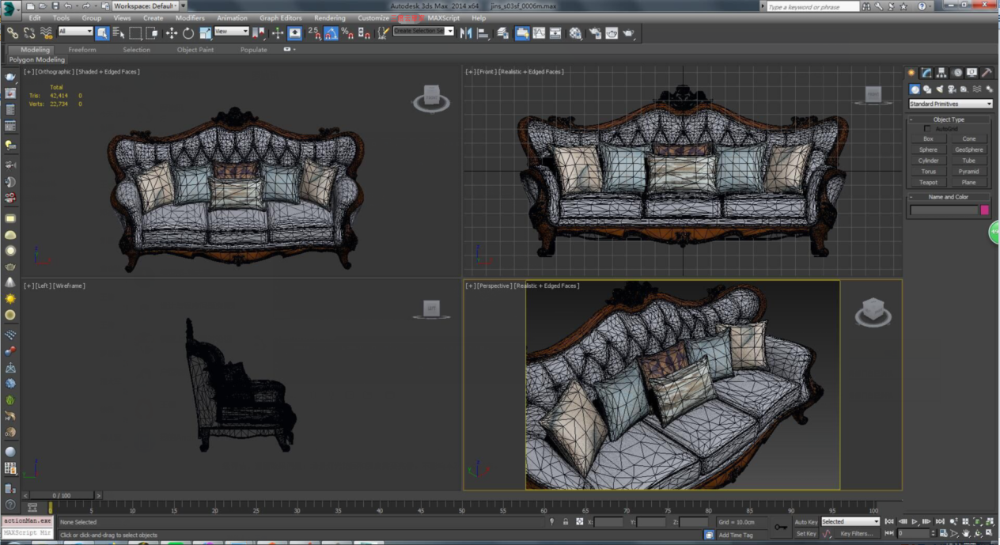 Workspace: Default
Autodesk 3ds Max 2014 x64 jins_s03sf_0006m.max
Type a keyword or phrase
Edit Tools Group Views Create Modifiers Animation Graph Editors Rendering Customize MAXScript Help
All
View
2.5
Create Selection Se
Modeling Freeform Selection Object Paint Populate
Polygon Modeling
[+][Orthographic][Shaded + Edged Faces]
Total
Tris: 42,414 0
Verts: 22,734 0
[+][Front][Realistic + Edged Faces]
[+][Left][Wireframe]
[+][Perspective][Realistic + Edged Faces]
Standard Primitives
Object Type
AutoGrid
Box Cone
Sphere GeoSphere
Cylinder Tube
Torus Pyramid
Teapot Plane
Name and Color
0 / 100
5 10 15 20 25 30 35 40 45 50 55 60 65 70 75 80 85 90 95 100
actionMan.exe
MAXScript Mir
None Selected
Click or click-and-drag to select objects
X: Y: Z:
Grid = 10.0cm
Add Time Tag
Auto Key Selected
Set Key Key Filters...
0